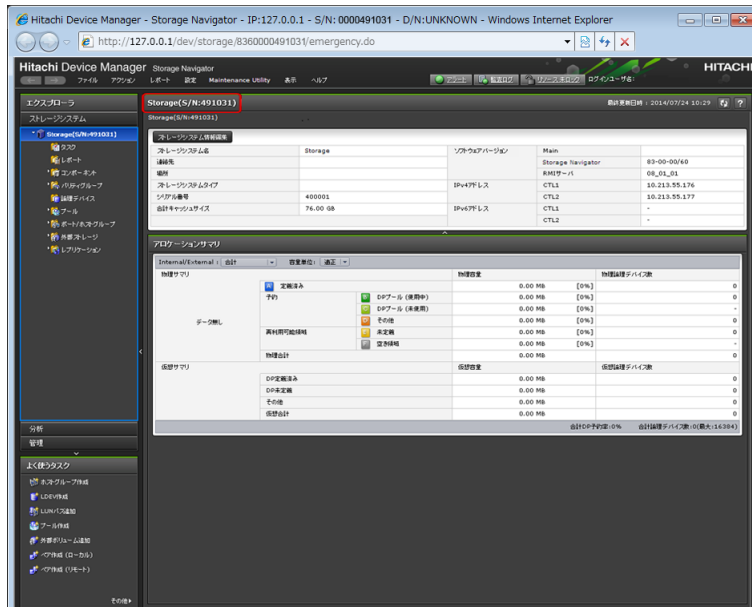 Hitachi Device Manager - Storage Navigator - IP:127.0.0.1 - S/N: 0000491031 - D/N:UNKNOWN - Windows Internet Explorer
http://127.0.0.1/dev/storage/8360000491031/emergency.do
Hitachi Device Manager Storage Navigator
HITACHI
ファイル アクション レポート 設定 Maintenance Utility 表示 ヘルプ
アラート 監査ログ リソースロック ログインユーザ名:
エクスプローラ
Storage(S/N:491031)
最終更新日時 : 2014/07/24 10:29
ストレージシステム
Storage(S/N:491031)
Storage(S/N:491031)
タスク
レポート
コンポーネント
パリティグループ
論理デバイス
プール
ポート/ホストグループ
外部ストレージ
レプリケーション
ストレージシステム情報編集
ストレージシステム名 Storage ソフトウェアバージョン Main
連絡先 Storage Navigator 83-00-00/60
場所 RMIサーバ 08_01_01
ストレージシステムタイプ IPv4アドレス CTL1 10.213.55.176
シリアル番号 400001 CTL2 10.213.55.177
合計キャッシュサイズ 76.00 GB IPv6アドレス CTL1 -
CTL2 -
アロケーションサマリ
Internal/External : 合計 容量単位: 適正
物理サマリ 物理容量 物理論理デバイス数
データ無し
定義済み 0.00 MB [0%] 0
予約 DPプール (使用中) 0.00 MB [0%] 0
DPプール (未使用) 0.00 MB [0%] -
その他 0.00 MB [0%] 0
再利用可能領域 未定義 0.00 MB [0%] 0
空き領域 0.00 MB [0%] -
物理合計 0.00 MB 0
仮想サマリ 仮想容量 仮想論理デバイス数
DP定義済み 0.00 MB 0
DP未定義 0.00 MB 0
その他 0.00 MB 0
仮想合計 0.00 MB 0
合計DP予約率:0% 合計論理デバイス数:0(最大:16384)
分析
管理
よく使うタスク
ホストグループ作成
LDEV作成
LUNパス追加
プール作成
外部ボリューム追加
ペア作成 (ローカル)
ペア作成 (リモート)
その他